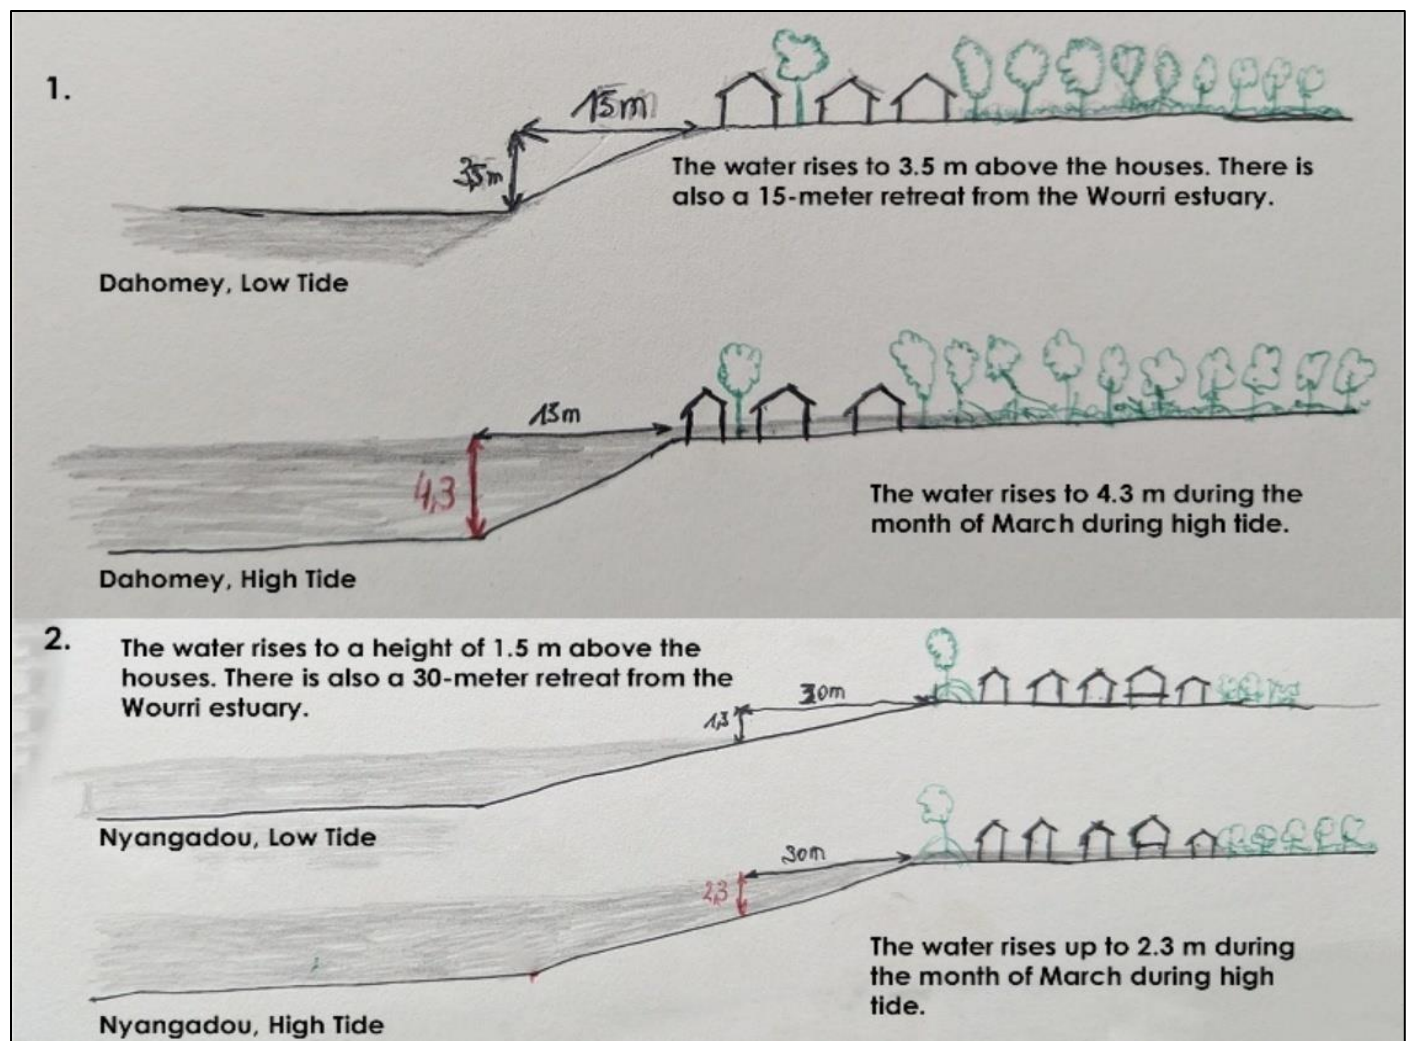 1.
15m
3,5m
The water rises to 3.5 m above the houses. There is
also a 15-meter retreat from the Wourri estuary.
Dahomey, Low Tide
15m
4,3
The water rises to 4.3 m during the
month of March during high tide.
Dahomey, High Tide
2.
The water rises to a height of 1.5 m above the
houses. There is also a 30-meter retreat from the
Wourri estuary.
30m
1,3
Nyangadou, Low Tide
30m
2,3
The water rises up to 2.3 m during
the month of March during high
tide.
Nyangadou, High Tide